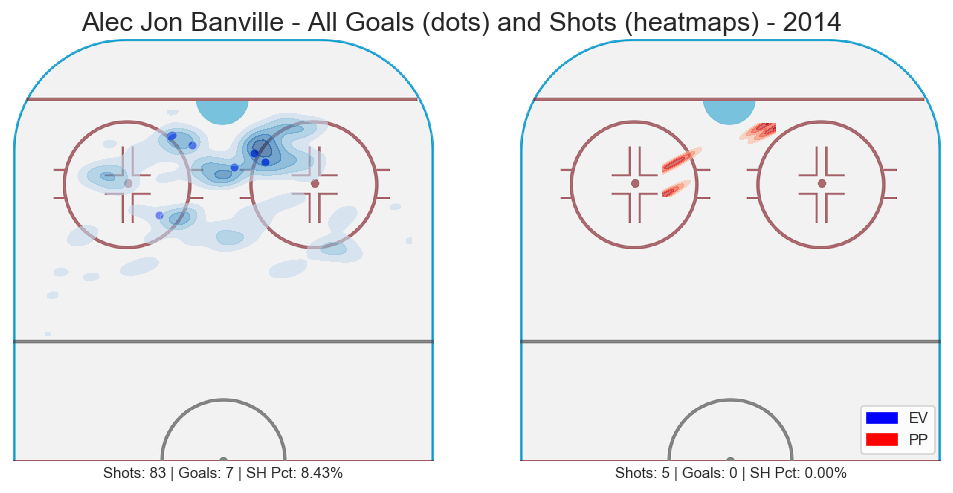 Alec Jon Banville - All Goals (dots) and Shots (heatmaps) - 2014
EV
PP
Shots: 83 | Goals: 7 | SH Pct: 8.43%
Shots: 5 | Goals: 0 | SH Pct: 0.00%